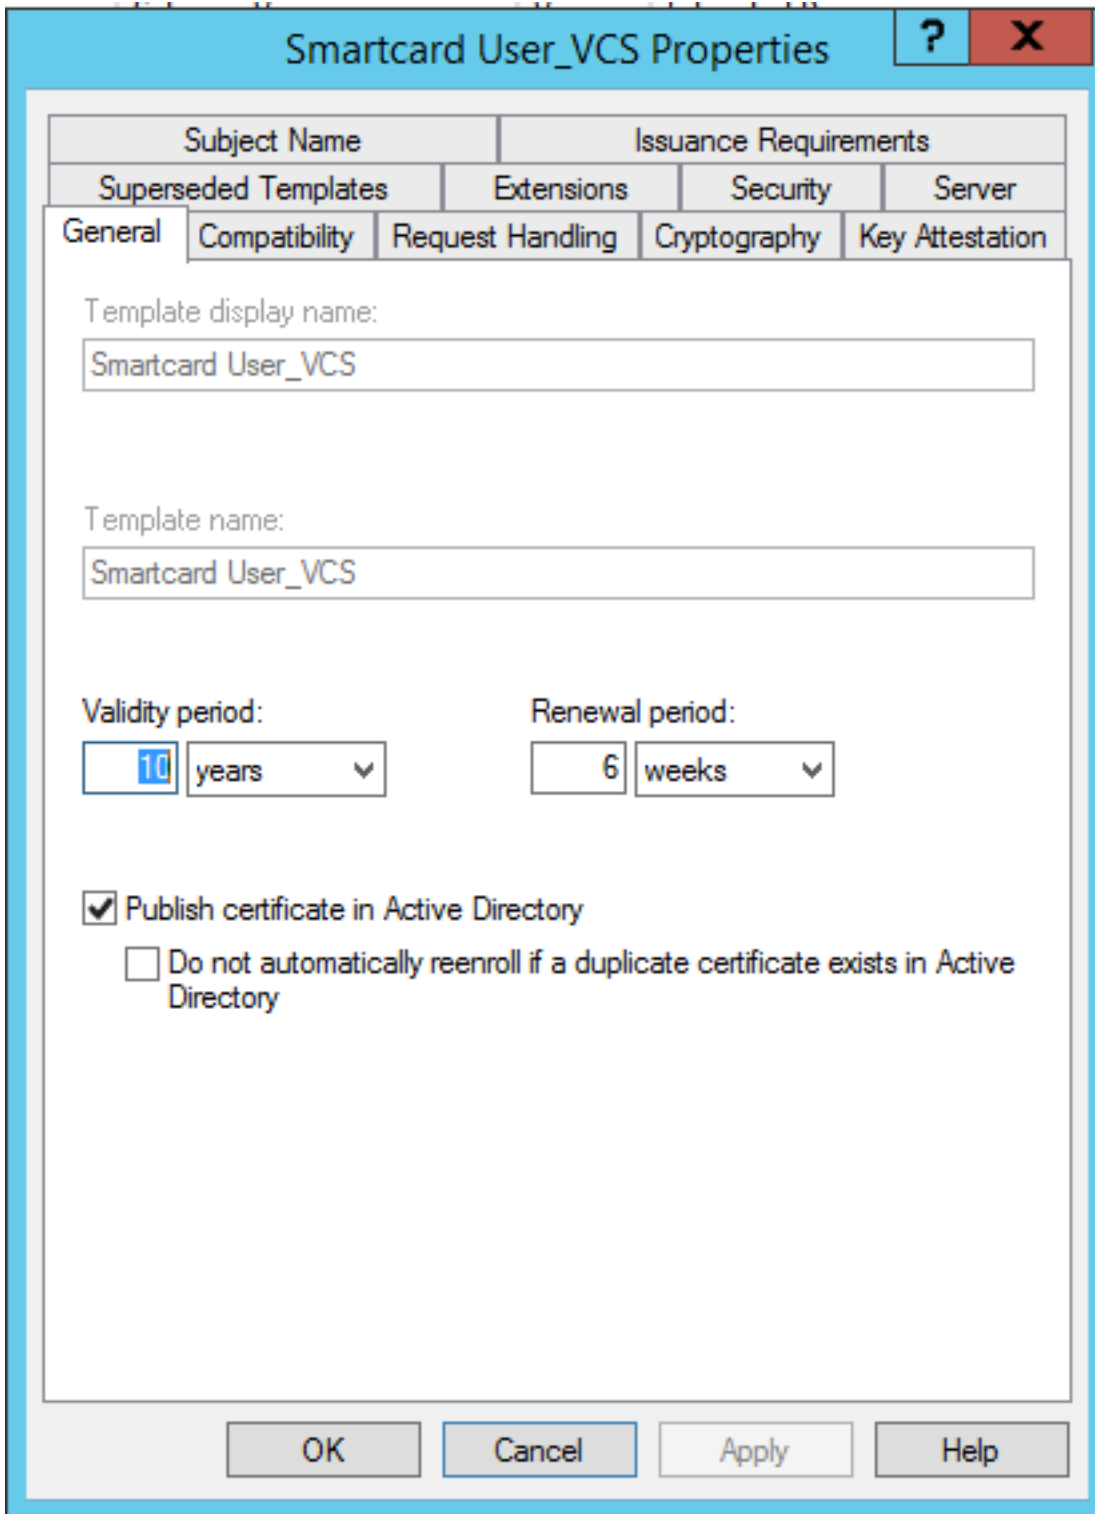 Smartcard User_VCS Properties
? X
Subject Name Issuance Requirements
Superseded Templates Extensions Security Server
General Compatibility Request Handling Cryptography Key Attestation
Template display name:
Smartcard User_VCS
Template name:
Smartcard User_VCS
Validity period: Renewal period:
10 years 6 weeks
Publish certificate in Active Directory
Do not automatically reenroll if a duplicate certificate exists in Active
Directory
OK Cancel Apply Help